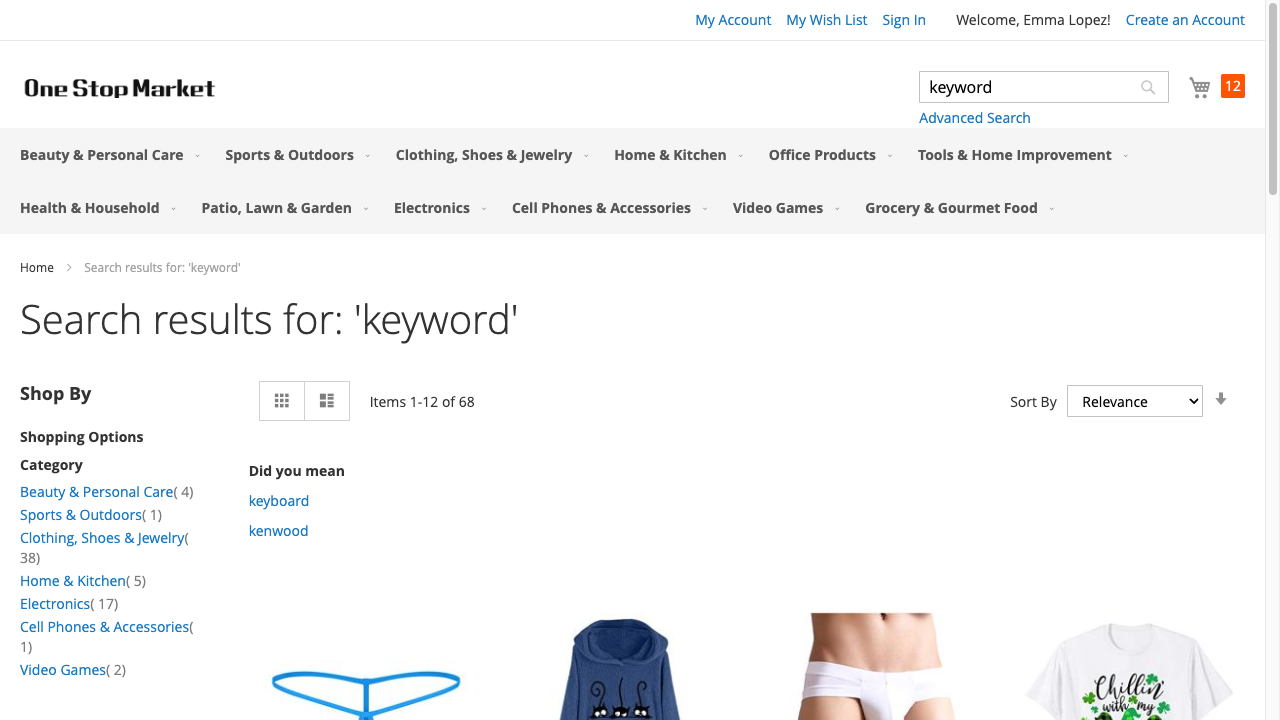 My Account My Wish List Sign In Welcome, Emma Lopez! Create an Account
One Stop Market
keyword
12
Advanced Search
Beauty & Personal Care Sports & Outdoors Clothing, Shoes & Jewelry Home & Kitchen Office Products Tools & Home Improvement
Health & Household Patio, Lawn & Garden Electronics Cell Phones & Accessories Video Games Grocery & Gourmet Food
Home Search results for: 'keyword'
Search results for: 'keyword'
Shop By
Items 1-12 of 68
Sort By Relevance
Shopping Options
Category
Beauty & Personal Care( 4)
Sports & Outdoors( 1)
Clothing, Shoes & Jewelry(
38)
Home & Kitchen( 5)
Electronics( 17)
Cell Phones & Accessories(
1)
Video Games( 2)
Did you mean
keyboard
kenwood
Chillin'
with my